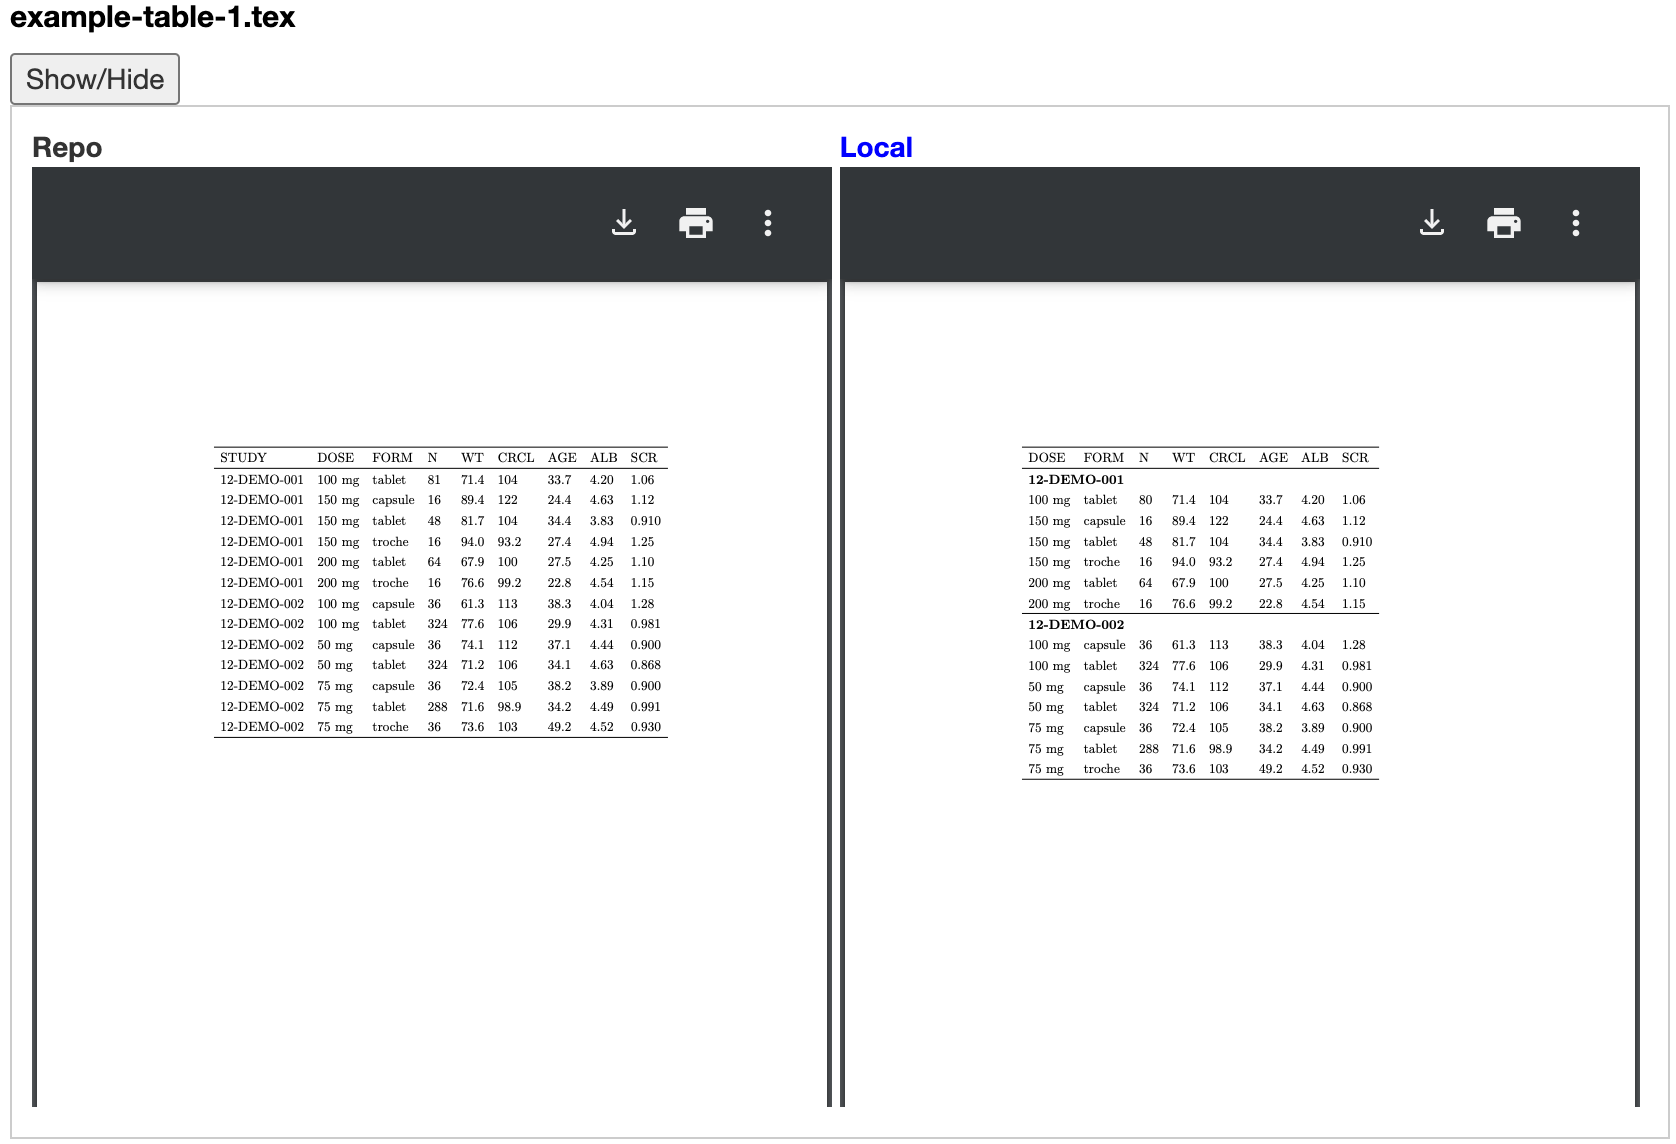 example-table-1.tex
Show/Hide
Repo
STUDY DOSE FORM N WT CRCL AGE ALB SCR
12-DEMO-001 100 mg tablet 81 71.4 104 33.7 4.20 1.06
12-DEMO-001 150 mg capsule 16 89.4 122 24.4 4.63 1.12
12-DEMO-001 150 mg tablet 48 81.7 104 34.4 3.83 0.910
12-DEMO-001 150 mg troche 16 94.0 93.2 27.4 4.94 1.25
12-DEMO-001 200 mg tablet 64 67.9 100 27.5 4.25 1.10
12-DEMO-001 200 mg troche 16 76.6 99.2 22.8 4.54 1.15
12-DEMO-002 100 mg capsule 36 61.3 113 38.3 4.04 1.28
12-DEMO-002 100 mg tablet 324 77.6 106 29.9 4.31 0.981
12-DEMO-002 50 mg capsule 36 74.1 112 37.1 4.44 0.900
12-DEMO-002 50 mg tablet 324 71.2 106 34.1 4.63 0.868
12-DEMO-002 75 mg capsule 36 72.4 105 38.2 3.89 0.900
12-DEMO-002 75 mg tablet 288 71.6 98.9 34.2 4.49 0.991
12-DEMO-002 75 mg troche 36 73.6 103 49.2 4.52 0.930
Local
DOSE FORM N WT CRCL AGE ALB SCR
12-DEMO-001
100 mg tablet 80 71.4 104 33.7 4.20 1.06
150 mg capsule 16 89.4 122 24.4 4.63 1.12
150 mg tablet 48 81.7 104 34.4 3.83 0.910
150 mg troche 16 94.0 93.2 27.4 4.94 1.25
200 mg tablet 64 67.9 100 27.5 4.25 1.10
200 mg troche 16 76.6 99.2 22.8 4.54 1.15
12-DEMO-002
100 mg capsule 36 61.3 113 38.3 4.04 1.28
100 mg tablet 324 77.6 106 29.9 4.31 0.981
50 mg capsule 36 74.1 112 37.1 4.44 0.900
50 mg tablet 324 71.2 106 34.1 4.63 0.868
75 mg capsule 36 72.4 105 38.2 3.89 0.900
75 mg tablet 288 71.6 98.9 34.2 4.49 0.991
75 mg troche 36 73.6 103 49.2 4.52 0.930